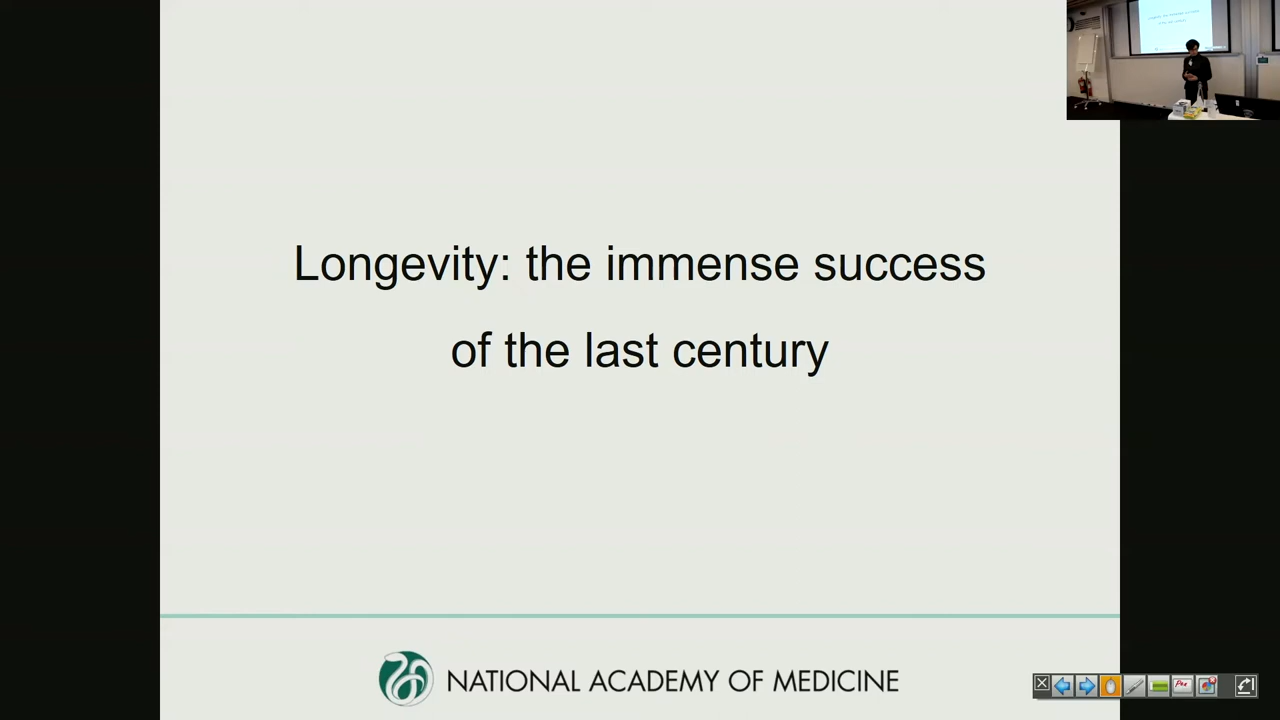 Longevity: the immense success
of the last century
NATIONAL ACADEMY OF MEDICINE